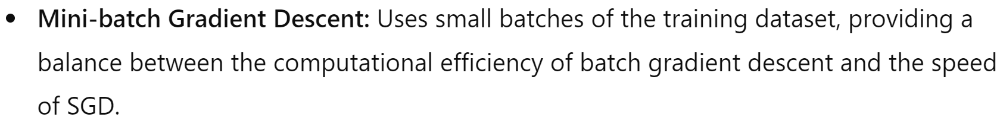 • Mini-batch Gradient Descent: Uses small batches of the training dataset, providing a
balance between the computational efficiency of batch gradient descent and the speed
of SGD.